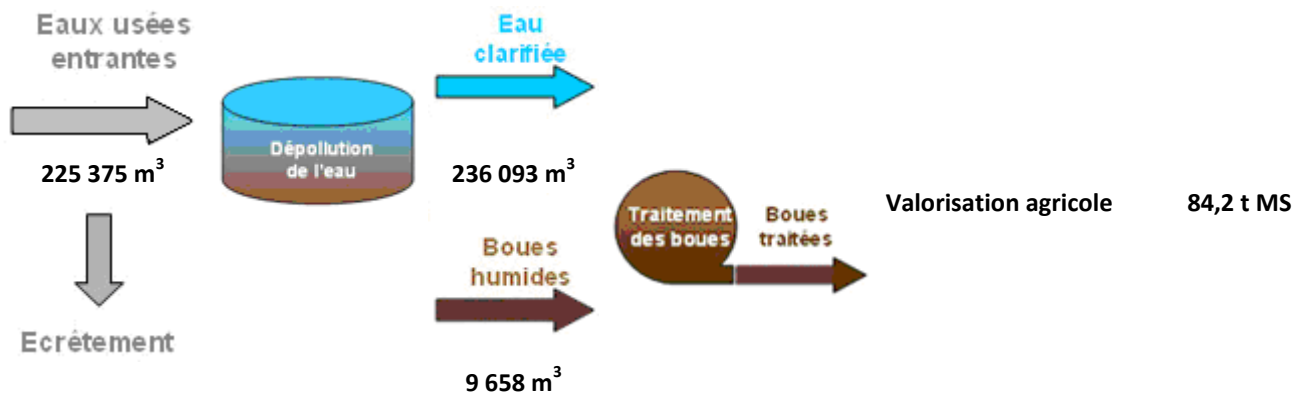 Eaux usées
entrantes
225 375 m³
Ecrêtement
Dépollution
de l'eau
Eau
clarifiée
236 093 m³
Boues
humides
9 658 m³
Traitement
des boues
Boues
traitées
Valorisation agricole 84,2 t MS